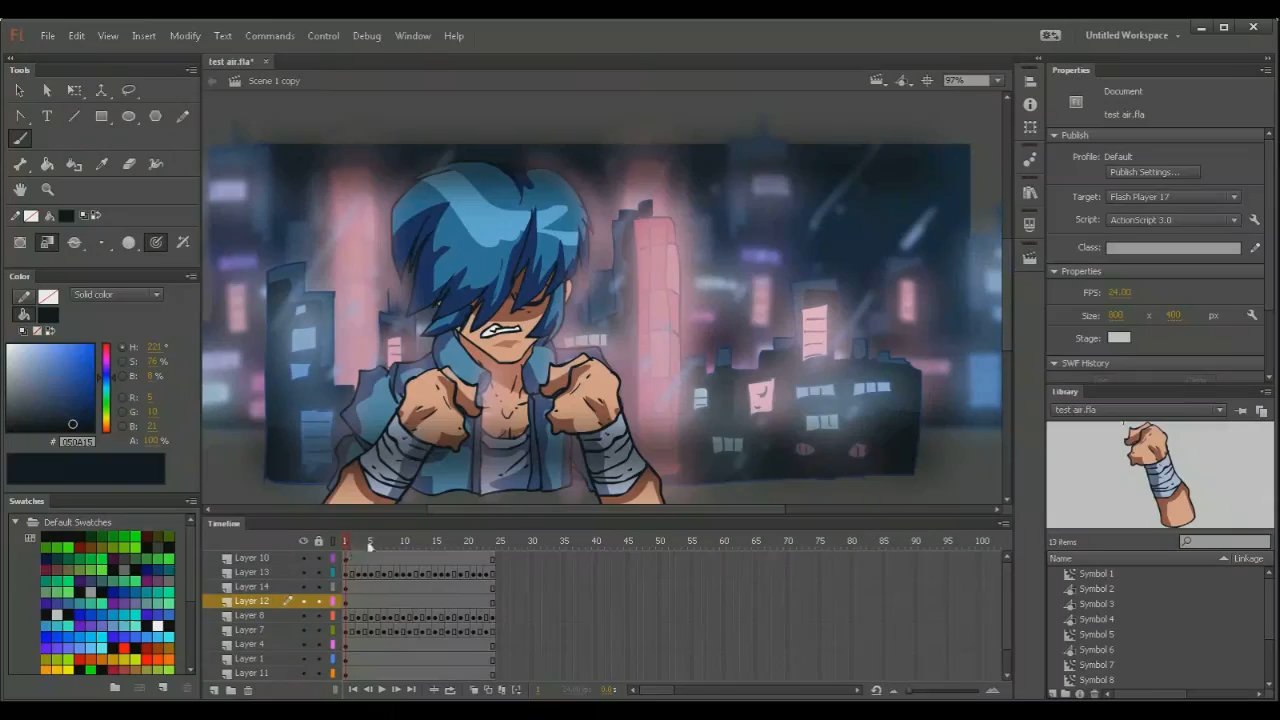 Fl File Edit View Insert Modify Text Commands Control Debug Window Help Untitled Workspace
Tools
test air.fla* ×
Scene 1 copy
97%
Properties
Document
Fl
test air.fla
Publish
Profile: Default
Publish Settings...
Target: Flash Player 17
Script: ActionScript 3.0
Class:
Properties
FPS: 24.00
Size: 800 x 400 px
Stage:
SWF History
Color
Solid color
H: 221 °
S: 76 %
B: 8 %
R: 5
G: 10
B: 21
# 050A15 A: 100 %
Swatches
Default Swatches
Timeline
1 5 10 15 20 25 30 35 40 45 50 55 60 65 70 75 80 85 90 95 100
Layer 10
Layer 13
Layer 14
Layer 12
Layer 8
Layer 7
Layer 4
Layer 1
Layer 11
1
Library
test air.fla
13 items
Name Linkage
Symbol 1
Symbol 2
Symbol 3
Symbol 4
Symbol 5
Symbol 6
Symbol 7
Symbol 8